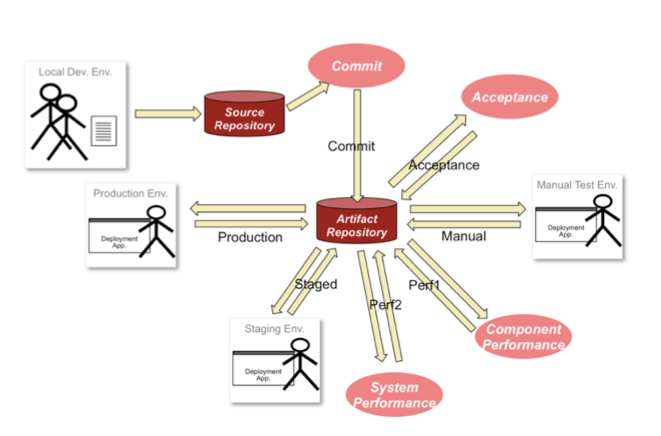 Local Dev. Env.
Source
Repository
Commit
Acceptance
Commit
Acceptance
Production Env.
Deployment
App.
Production
Artifact
Repository
Manual
Manual Test Env.
Deployment
App.
Staged
Perf2
Perf1
Staging Env.
Deployment
App.
System
Performance
Component
Performance